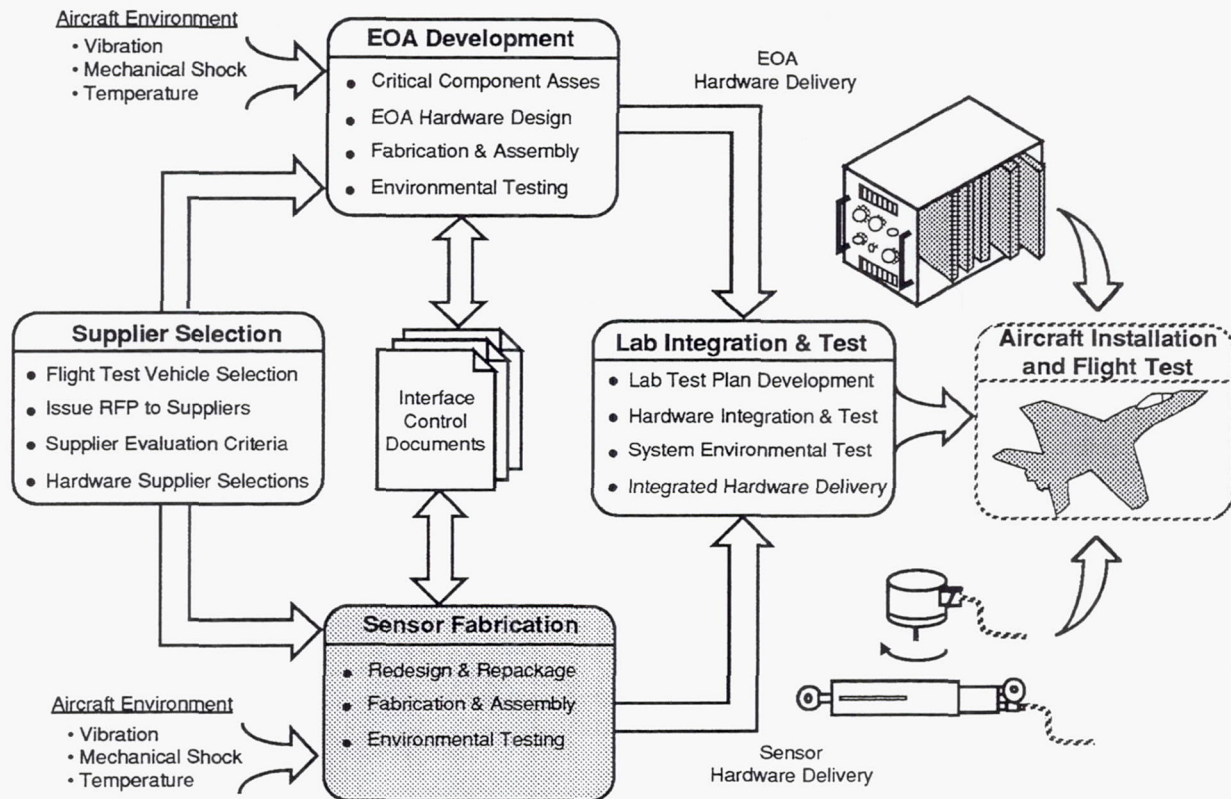 Aircraft Environment
• Vibration
• Mechanical Shock
• Temperature
EOA Development
• Critical Component Asses
• EOA Hardware Design
• Fabrication & Assembly
• Environmental Testing
EOA
Hardware Delivery
Supplier Selection
• Flight Test Vehicle Selection
• Issue RFP to Suppliers
• Supplier Evaluation Criteria
• Hardware Supplier Selections
Interface
Control
Documents
Lab Integration & Test
• Lab Test Plan Development
• Hardware Integration & Test
• System Environmental Test
• Integrated Hardware Delivery
Aircraft Installation
and Flight Test
Sensor Fabrication
• Redesign & Repackage
• Fabrication & Assembly
• Environmental Testing
Aircraft Environment
• Vibration
• Mechanical Shock
• Temperature
Sensor
Hardware Delivery